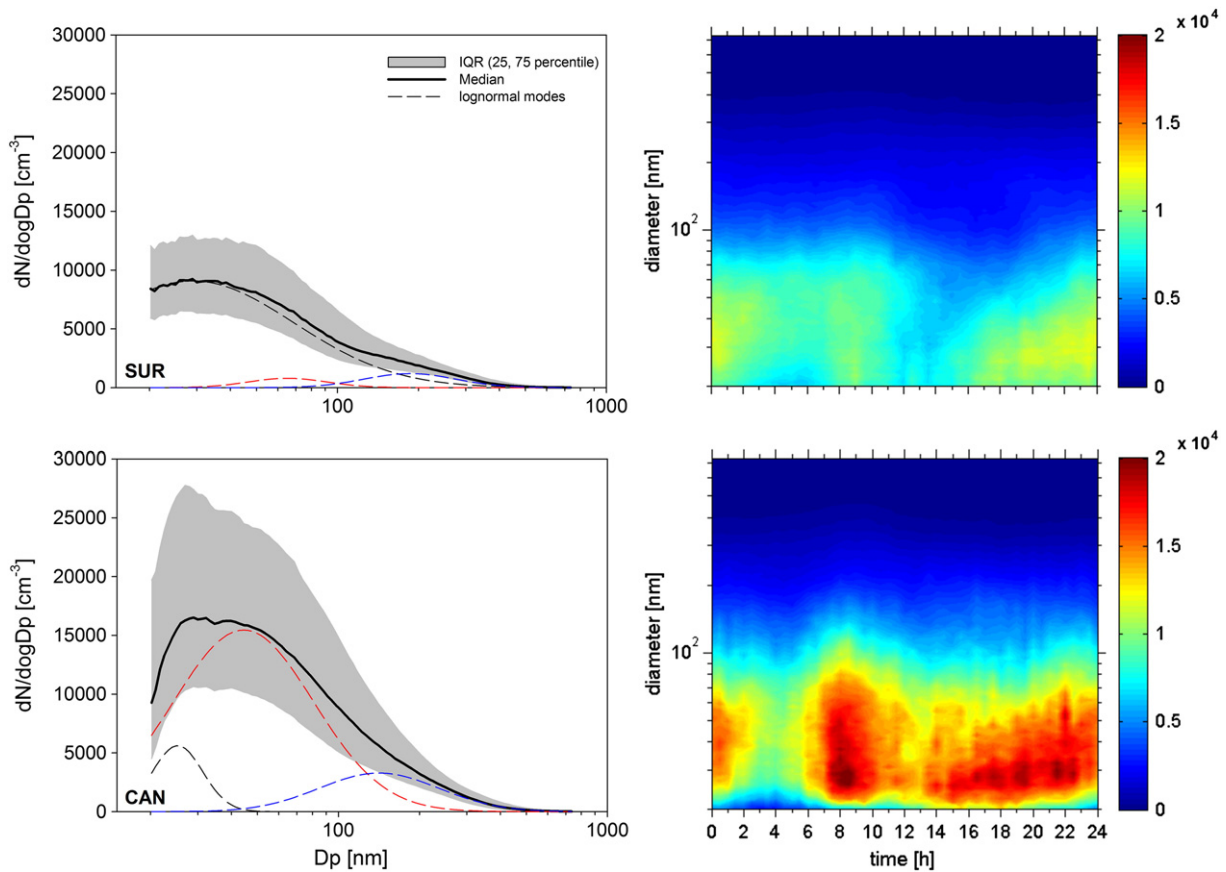 30000
25000
20000
15000
10000
5000
0
dN/dogDp [cm-3]
IQR (25, 75 percentile)
Median
lognormal modes
SUR
100
1000
diameter [nm]
10²
x 10⁴
2
1.5
1
0.5
0
30000
25000
20000
15000
10000
5000
0
dN/dogDp [cm-3]
CAN
100
1000
Dp [nm]
diameter [nm]
10²
0 2 4 6 8 10 12 14 16 18 20 22 24
time [h]
x 10⁴
2
1.5
1
0.5
0